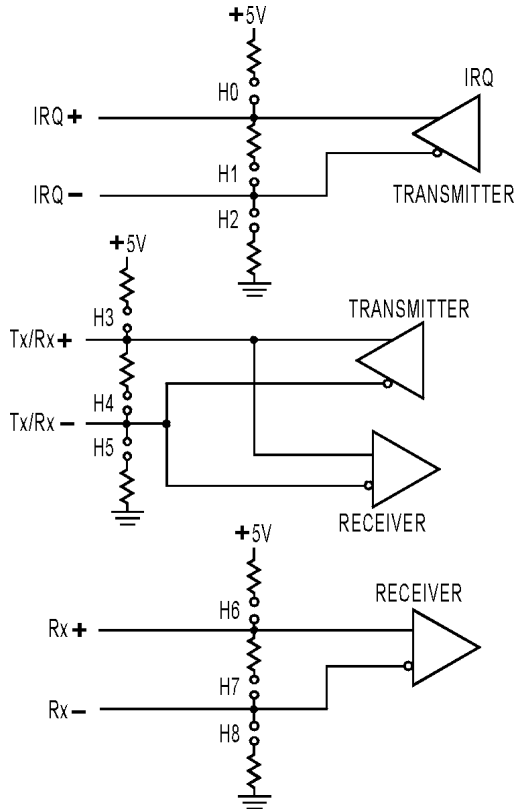 +5V
IRQ
H0
IRQ+
H1
IRQ−
TRANSMITTER
H2
+5V
TRANSMITTER
H3
Tx/Rx+
H4
Tx/Rx−
H5
RECEIVER
+5V
RECEIVER
H6
Rx+
H7
Rx−
H8